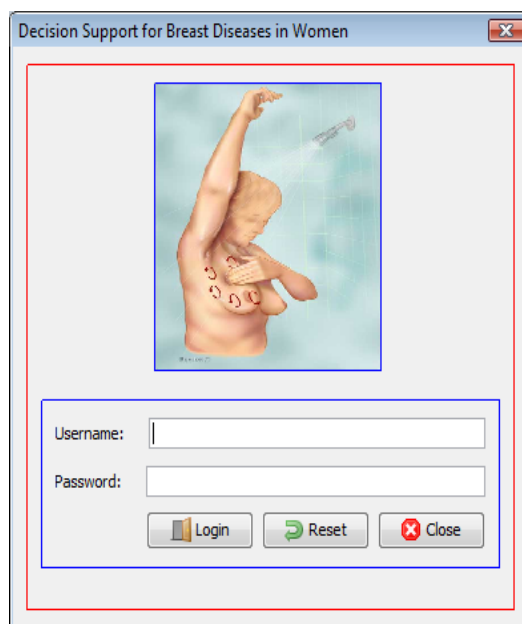 Decision Support for Breast Diseases in Women
Username:
Password:
Login Reset Close